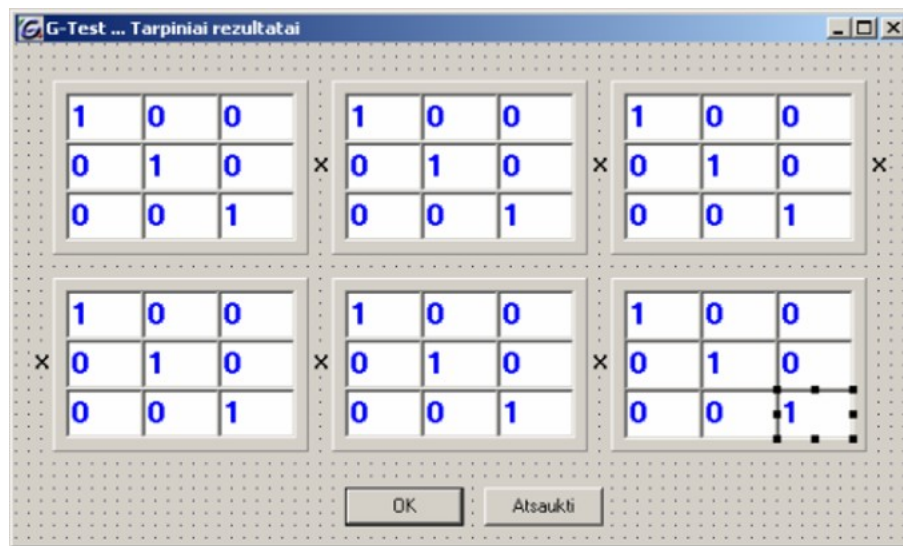 G-Test ... Tarpiniai rezultatai
1 0 0 1 0 0 1 0 0
0 1 0 × 0 1 0 × 0 1 0 ×
0 0 1 0 0 1 0 0 1
1 0 0 1 0 0 1 0 0
× 0 1 0 × 0 1 0 × 0 1 0
0 0 1 0 0 1 0 0 1
OK Atsaukti